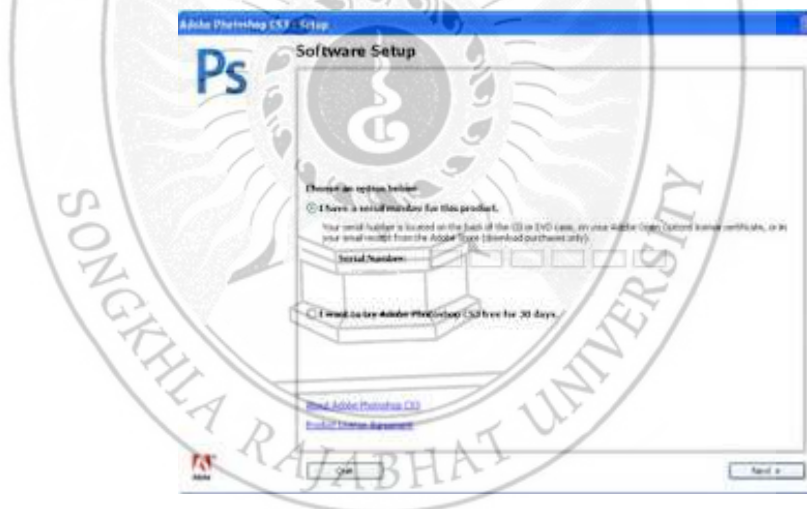 Adobe Photoshop CS3 - Setup
Ps
Software Setup
Choose an option below.
I have a serial number for this product.
Your serial number is located on the back of the CD or DVD case, on your Adobe Open Options license certificate, or in
your email receipt from the Adobe Store (download purchases only).
Serial Number:
I want to try Adobe Photoshop CS3 free for 30 days.
About Adobe Photoshop CS3
Product License Agreement
Adobe
Quit
Next
SONGKHLA RAJABHAT UNIVERSITY